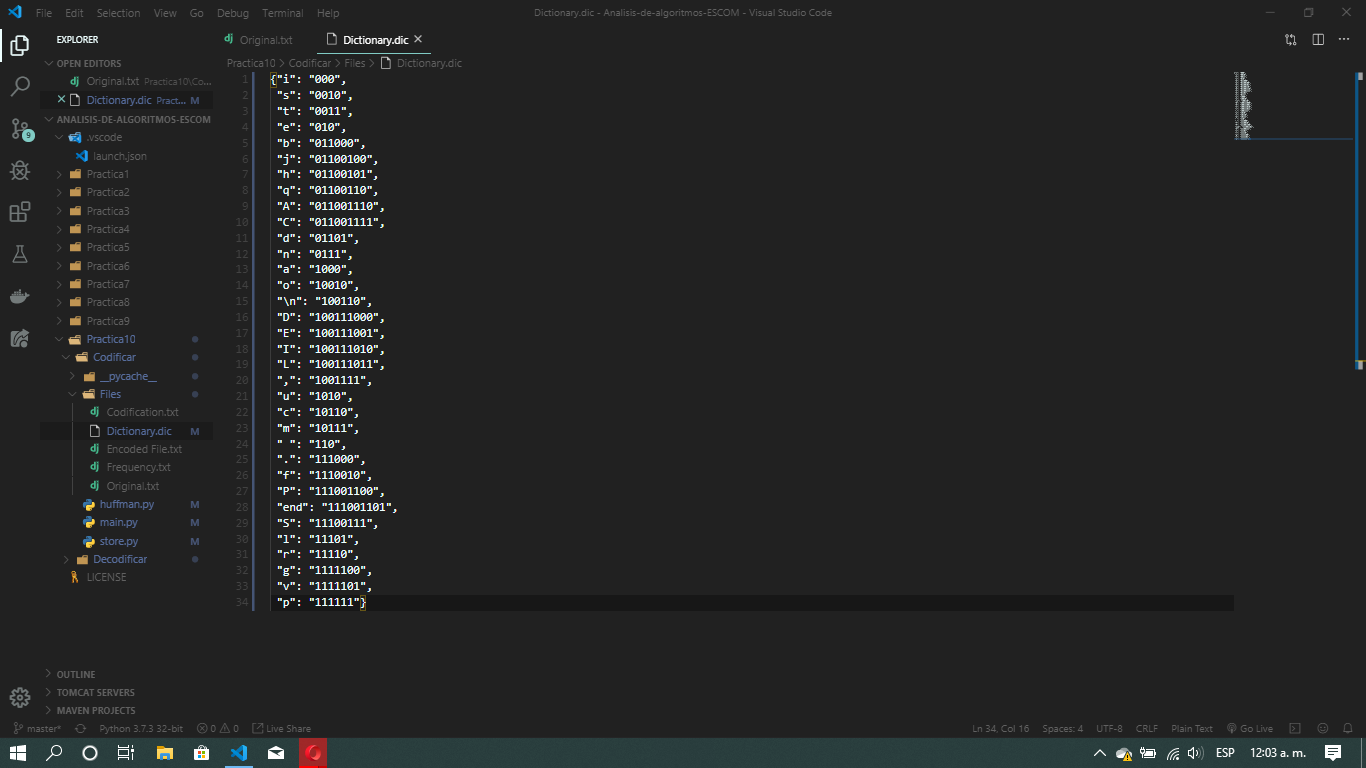 File Edit Selection View Go Debug Terminal Help
Dictionary.dic - Analisis-de-algoritmos-ESCOM - Visual Studio Code
EXPLORER
OPEN EDITORS
Original.txt Practica10\Co...
Dictionary.dic Pract... M
ANALISIS-DE-ALGORITMOS-ESCOM
.vscode
launch.json
Practica1
Practica2
Practica3
Practica4
Practica5
Practica6
Practica7
Practica8
Practica9
Practica10
Codificar
__pycache__
Files
Codification.txt
Dictionary.dic M
Encoded File.txt
Frequency.txt
Original.txt
huffman.py M
main.py M
store.py M
Decodificar
LICENSE
OUTLINE
TOMCAT SERVERS
MAVEN PROJECTS
9
Original.txt Dictionary.dic
Practica10 > Codificar > Files > Dictionary.dic
1 {"i": "000",
2 "s": "0010",
3 "t": "0011",
4 "e": "010",
5 "b": "011000",
6 "j": "01100100",
7 "h": "01100101",
8 "q": "01100110",
9 "A": "011001110",
10 "C": "011001111",
11 "d": "01101",
12 "n": "0111",
13 "a": "1000",
14 "o": "10010",
15 "\n": "100110",
16 "D": "100111000",
17 "E": "100111001",
18 "I": "100111010",
19 "L": "100111011",
20 ",": "1001111",
21 "u": "1010",
22 "c": "10110",
23 "m": "10111",
24 " ": "110",
25 ".": "111000",
26 "f": "1110010",
27 "P": "111001100",
28 "end": "111001101",
29 "S": "11100111",
30 "l": "11101",
31 "r": "11110",
32 "g": "1111100",
33 "v": "1111101",
34 "p": "111111"}
master* Python 3.7.3 32-bit 0 0 Live Share
Ln 34, Col 16 Spaces: 4 UTF-8 CRLF Plain Text Go Live
ESP 12:03 a. m.